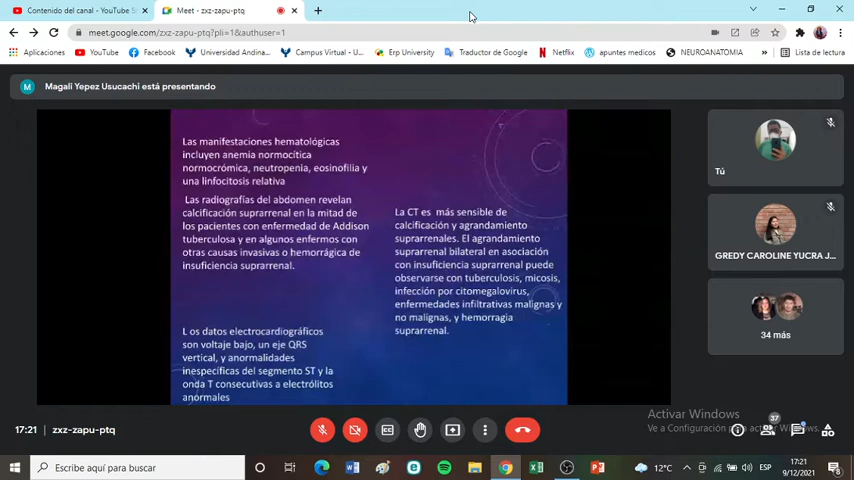 Contenido del canal - YouTube S
Meet - zxz-zapu-ptq
meet.google.com/zxz-zapu-ptq?pli=1&authuser=1
Aplicaciones
YouTube
Facebook
Universidad Andina...
Campus Virtual - U...
Erp University
Traductor de Google
Netflix
apuntes medicos
NEUROANATOMIA
Lista de lectura
M
Magali Yepez Usucachi está presentando
Las manifestaciones hematológicas
incluyen anemia normocítica
normocrómica, neutropenia, eosinofilia y
una linfocitosis relativa
Las radiografías del abdomen revelan
calcificación suprarrenal en la mitad de
los pacientes con enfermedad de Addison
tuberculosa y en algunos enfermos con
otras causas invasivas o hemorrágica de
insuficiencia suprarrenal.
L os datos electrocardiográficos
son voltaje bajo, un eje QRS
vertical, y anormalidades
inespecíficas del segmento ST y la
onda T consecutivas a electrólitos
anormales
La CT es más sensible de
calcificación y agrandamiento
suprarrenales. El agrandamiento
suprarrenal bilateral en asociación
con insuficiencia suprarrenal puede
observarse con tuberculosis, micosis,
infección por citomegalovirus,
enfermedades infiltrativas malignas y
no malignas, y hemorragia
suprarrenal.
Tú
GREDY CAROLINE YUCRA J...
34 más
Activar Windows
Ve a Configuración para activar Windows.
17:21
zxz-zapu-ptq
37
Escribe aquí para buscar
12°C
ESP
17:21
9/12/2021